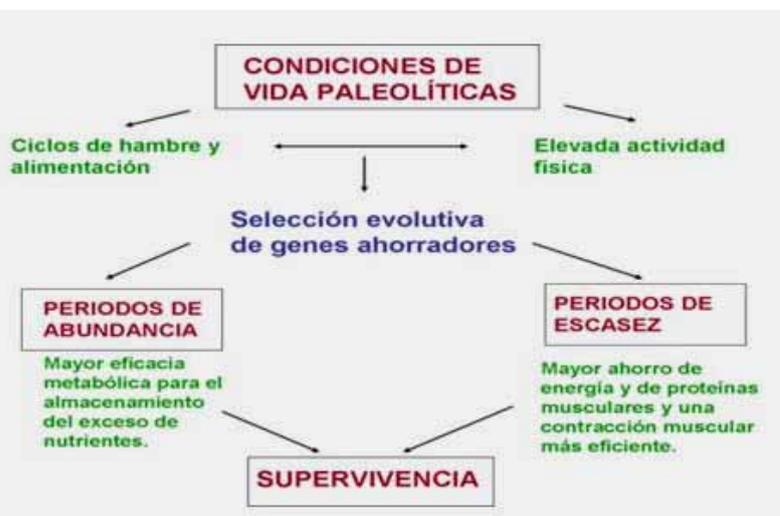 CONDICIONES DE
VIDA PALEOLÍTICAS
Ciclos de hambre y
alimentación
Elevada actividad
física
Selección evolutiva
de genes ahorradores
PERIODOS DE
ABUNDANCIA
Mayor eficacia
metabólica para el
almacenamiento
del exceso de
nutrientes.
PERIODOS DE
ESCASEZ
Mayor ahorro de
energía y de proteínas
musculares y una
contracción muscular
más eficiente.
SUPERVIVENCIA